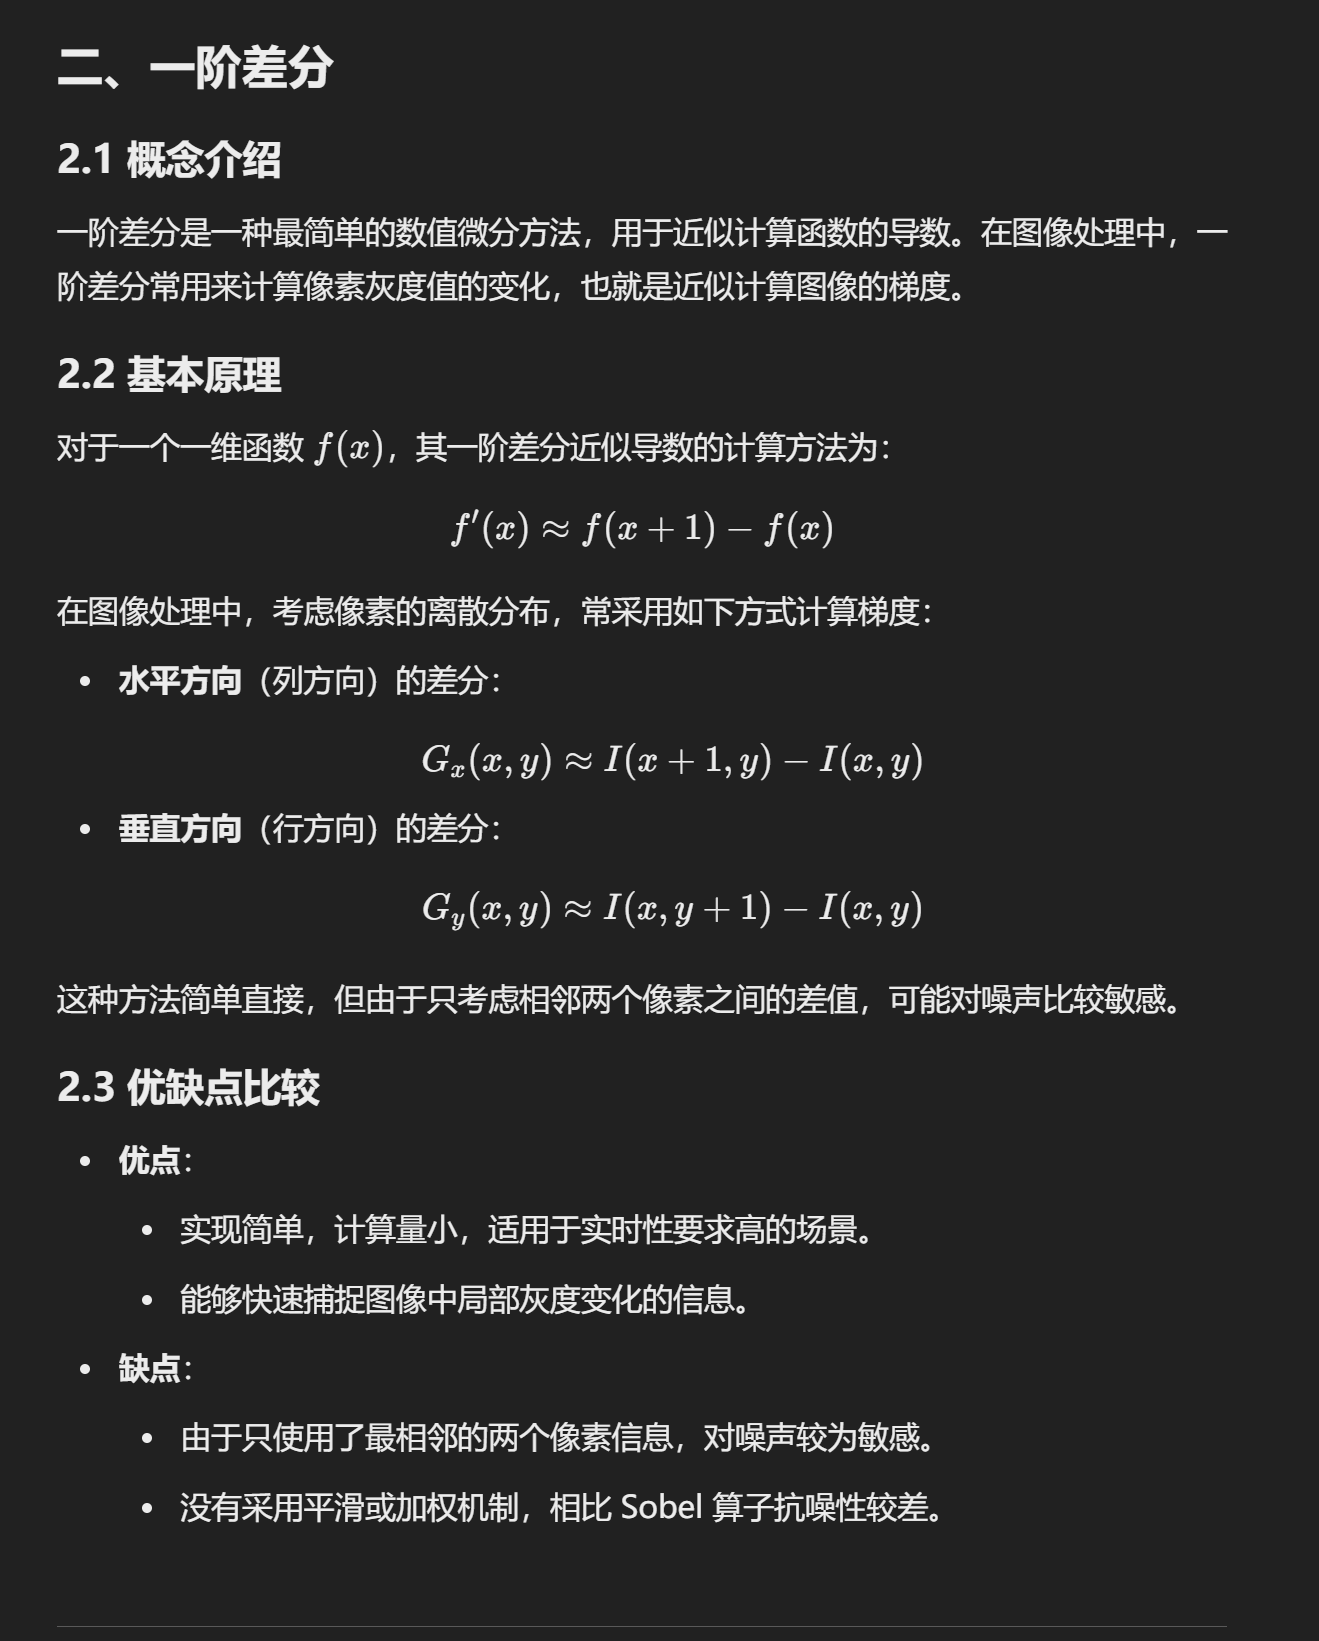 二、一阶差分
2.1 概念介绍
一阶差分是一种最简单的数值微分方法，用于近似计算函数的导数。在图像处理中，一
阶差分常用来计算像素灰度值的变化，也就是近似计算图像的梯度。
2.2 基本原理
对于一个一维函数 f(x)，其一阶差分近似导数的计算方法为：
f′(x) ≈ f(x + 1) − f(x)
在图像处理中，考虑像素的离散分布，常采用如下方式计算梯度：
• 水平方向（列方向）的差分：
Gₓ(x, y) ≈ I(x + 1, y) − I(x, y)
• 垂直方向（行方向）的差分：
G_y(x, y) ≈ I(x, y + 1) − I(x, y)
这种方法简单直接，但由于只考虑相邻两个像素之间的差值，可能对噪声比较敏感。
2.3 优缺点比较
• 优点：
• 实现简单，计算量小，适用于实时性要求高的场景。
• 能够快速捕捉图像中局部灰度变化的信息。
• 缺点：
• 由于只使用了最相邻的两个像素信息，对噪声较为敏感。
• 没有采用平滑或加权机制，相比 Sobel 算子抗噪性较差。